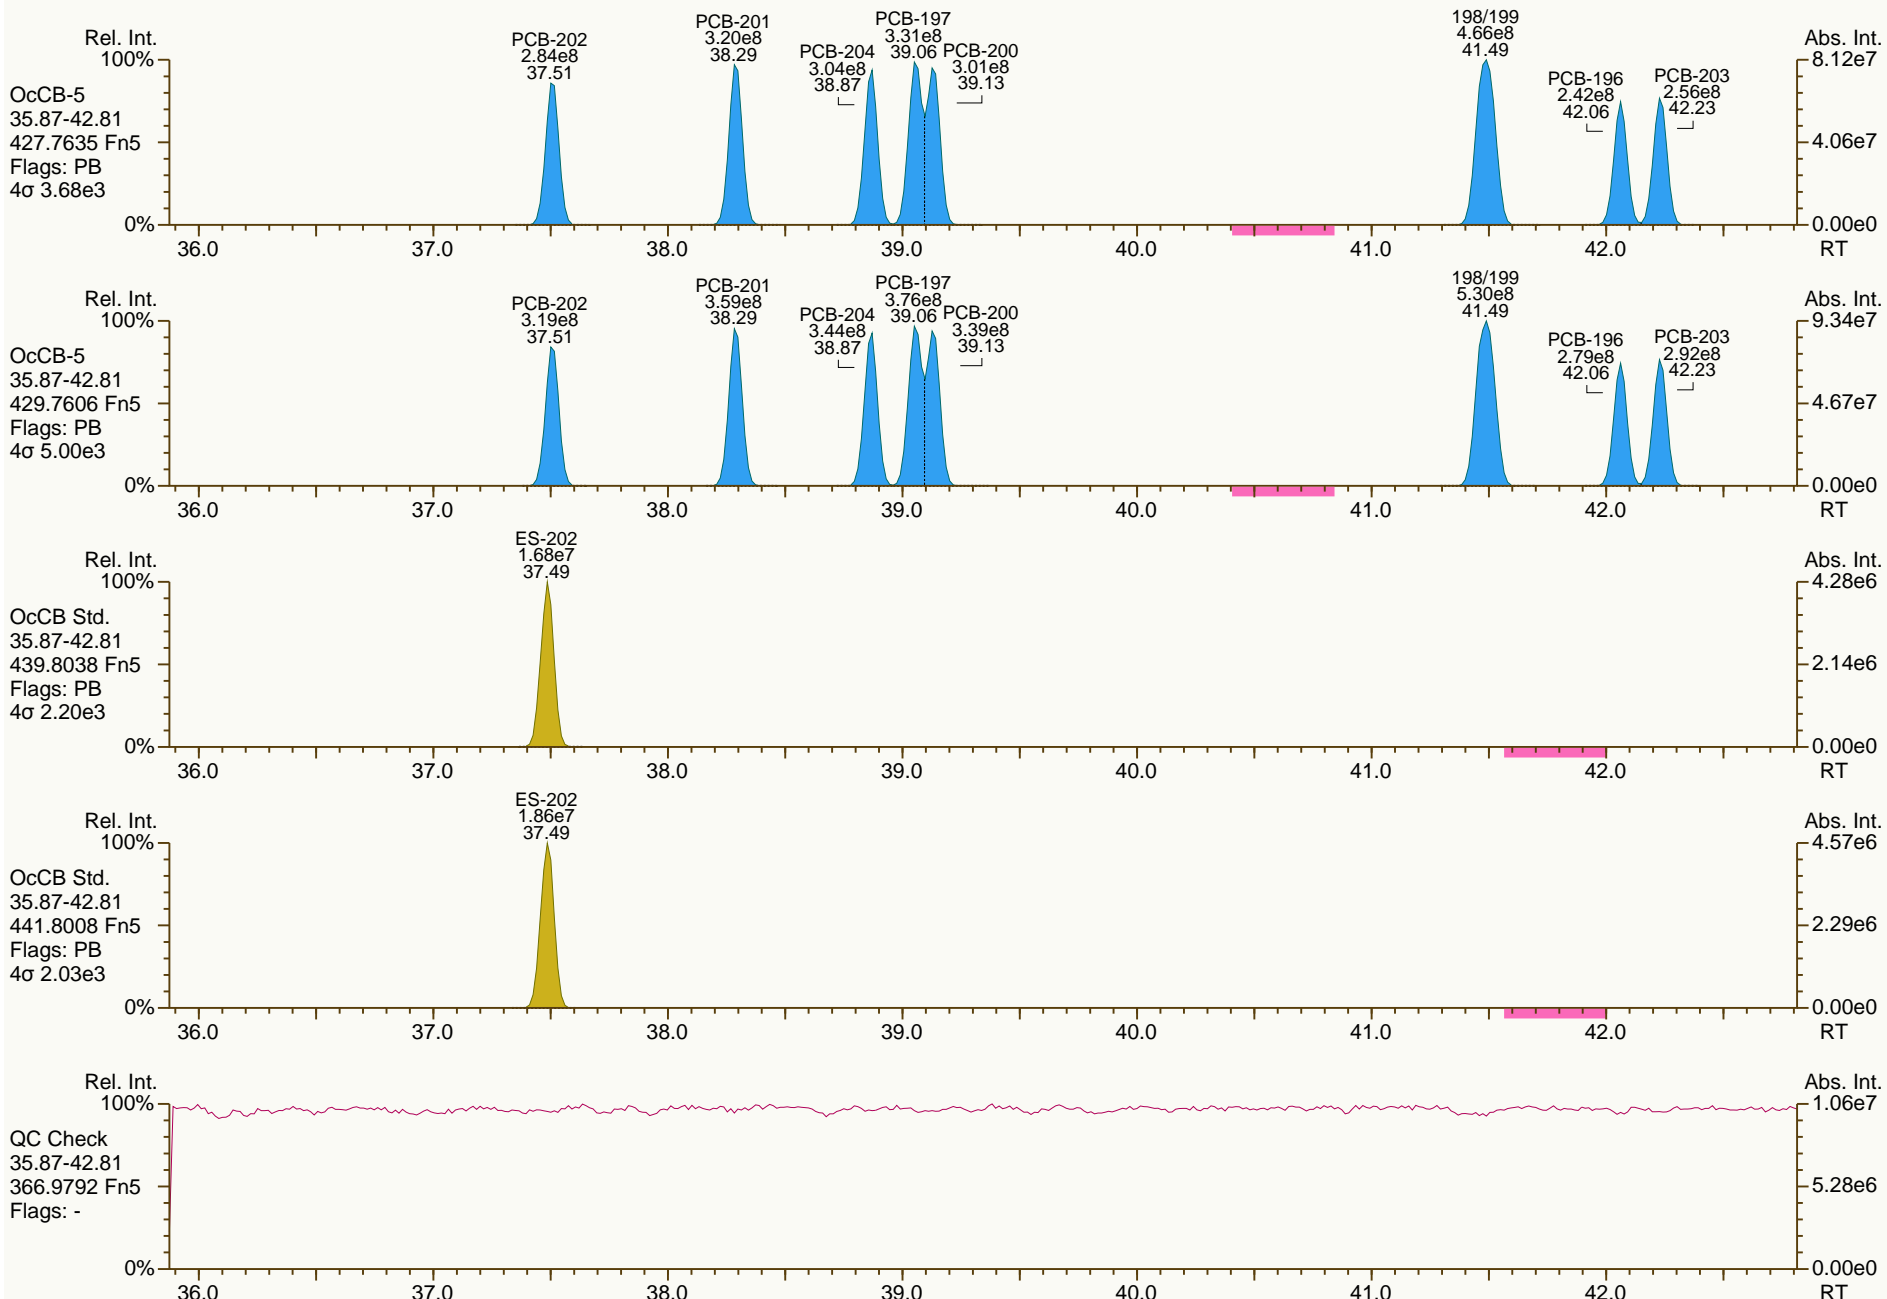 Rel. Int.
100%
0%
OcCB-5
35.87-42.81
427.7635 Fn5
Flags: PB
4σ 3.68e3
PCB-202
2.84e8
37.51
PCB-201
3.20e8
38.29
PCB-204
3.04e8
38.87
PCB-197
3.31e8
39.06
PCB-200
3.01e8
39.13
198/199
4.66e8
41.49
PCB-196
2.42e8
42.06
PCB-203
2.56e8
42.23
Abs. Int.
8.12e7
4.06e7
0.00e0
36.0 37.0 38.0 39.0 40.0 41.0 42.0 RT
Rel. Int.
100%
0%
OcCB-5
35.87-42.81
429.7606 Fn5
Flags: PB
4σ 5.00e3
PCB-202
3.19e8
37.51
PCB-201
3.59e8
38.29
PCB-204
3.44e8
38.87
PCB-197
3.76e8
39.06
PCB-200
3.39e8
39.13
198/199
5.30e8
41.49
PCB-196
2.79e8
42.06
PCB-203
2.92e8
42.23
Abs. Int.
9.34e7
4.67e7
0.00e0
36.0 37.0 38.0 39.0 40.0 41.0 42.0 RT
Rel. Int.
100%
0%
OcCB Std.
35.87-42.81
439.8038 Fn5
Flags: PB
4σ 2.20e3
ES-202
1.68e7
37.49
Abs. Int.
4.28e6
2.14e6
0.00e0
36.0 37.0 38.0 39.0 40.0 41.0 42.0 RT
Rel. Int.
100%
0%
OcCB Std.
35.87-42.81
441.8008 Fn5
Flags: PB
4σ 2.03e3
ES-202
1.86e7
37.49
Abs. Int.
4.57e6
2.29e6
0.00e0
36.0 37.0 38.0 39.0 40.0 41.0 42.0 RT
Rel. Int.
100%
0%
QC Check
35.87-42.81
366.9792 Fn5
Flags: -
Abs. Int.
1.06e7
5.28e6
0.00e0
36.0 37.0 38.0 39.0 40.0 41.0 42.0 RT